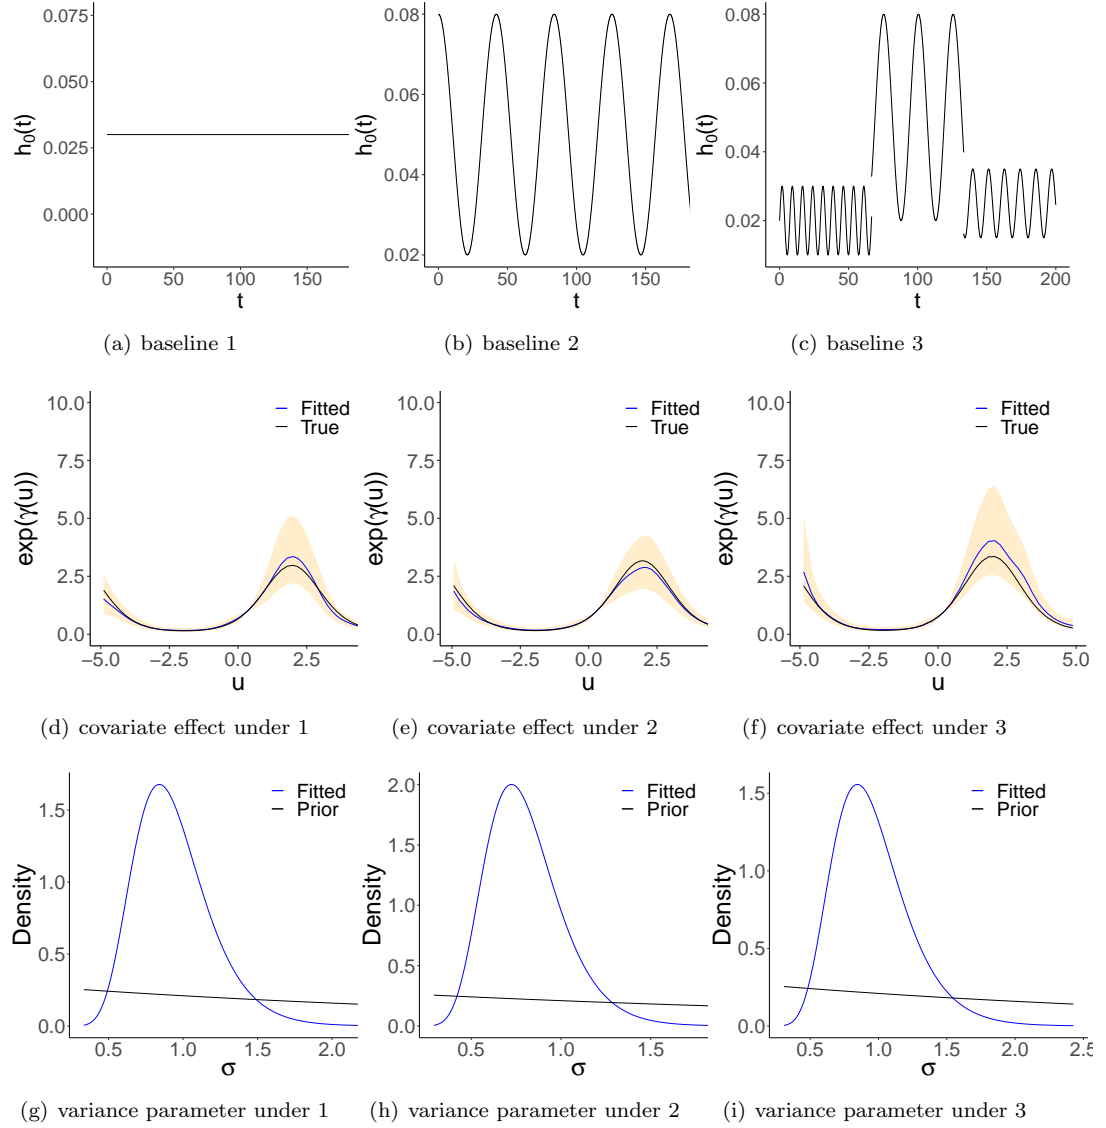 0.075
0.050
0.025
0.000
h0(t)
0 50 100 150
t
(a) baseline 1
0.08
0.06
0.04
0.02
h0(t)
0 50 100 150
t
(b) baseline 2
0.08
0.06
0.04
0.02
h0(t)
0 50 100 150 200
t
(c) baseline 3
10.0
7.5
5.0
2.5
0.0
exp(γ(u))
Fitted
True
−5.0 −2.5 0.0 2.5
u
(d) covariate effect under 1
10.0
7.5
5.0
2.5
0.0
exp(γ(u))
Fitted
True
−5.0 −2.5 0.0 2.5
u
(e) covariate effect under 2
10.0
7.5
5.0
2.5
0.0
exp(γ(u))
Fitted
True
−5.0 −2.5 0.0 2.5 5.0
u
(f) covariate effect under 3
1.5
1.0
0.5
0.0
Density
Fitted
Prior
0.5 1.0 1.5 2.0
σ
(g) variance parameter under 1
2.0
1.5
1.0
0.5
0.0
Density
Fitted
Prior
0.5 1.0 1.5
σ
(h) variance parameter under 2
1.5
1.0
0.5
0.0
Density
Fitted
Prior
0.5 1.0 1.5 2.0 2.5
σ
(i) variance parameter under 3